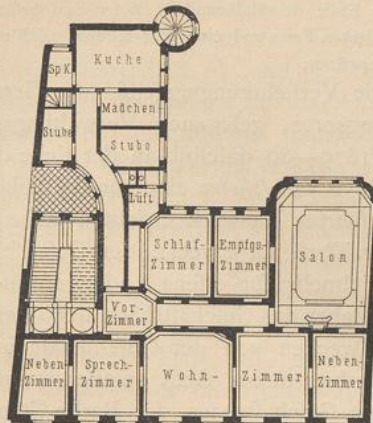 Küche
Sp.K.
Mädchen-
Stube
Stube
Lüft.
Schlaf-
Zimmer
Empfgs-
Zimmer
Salon
Vor-
Zimmer
Neben-
Zimmer
Sprech-
Zimmer
Wohn-
Zimmer
Neben-
Zimmer